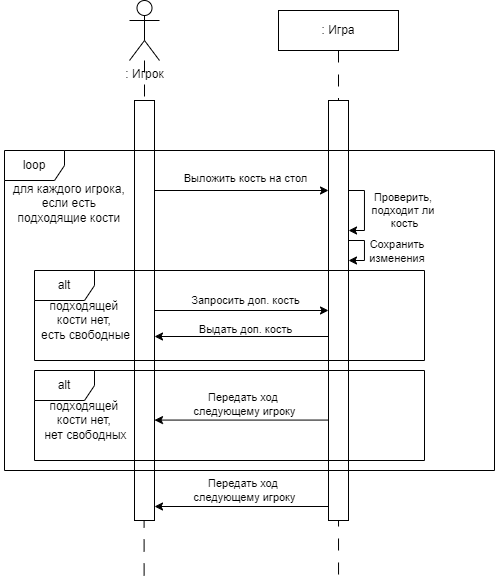 : Игрок
: Игра
loop
для каждого игрока,
если есть
подходящие кости
Выложить кость на стол
Проверить,
подходит ли
кость
Сохранить
изменения
alt
подходящей
кости нет,
есть свободные
Запросить доп. кость
Выдать доп. кость
alt
подходящей
кости нет,
нет свободных
Передать ход
следующему игроку
Передать ход
следующему игроку